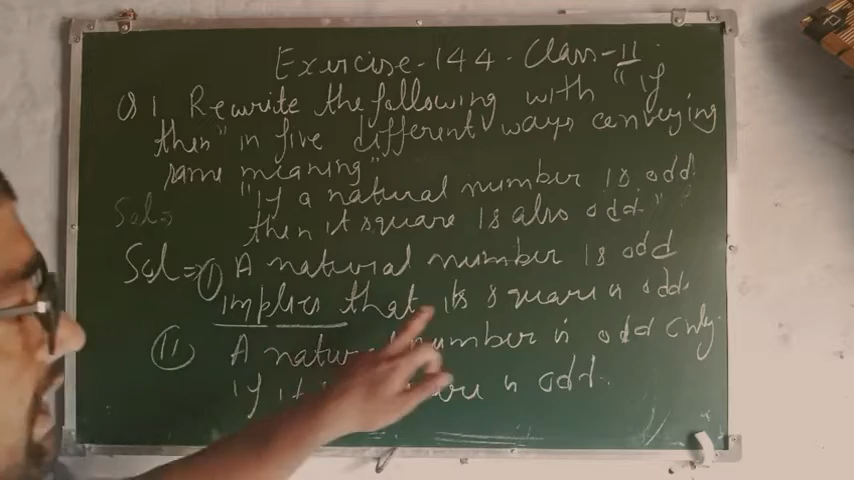 Exercise-144-Class-11
Q 1 Rewrite the following with "if
then" in five different ways conveying
same meaning"
"If a natural number is odd
Sol=
then it square is also odd."
Sol=> (i) A natural number is odd
implies that its square is odd.
(ii) A natural number is odd only
if it is odd.